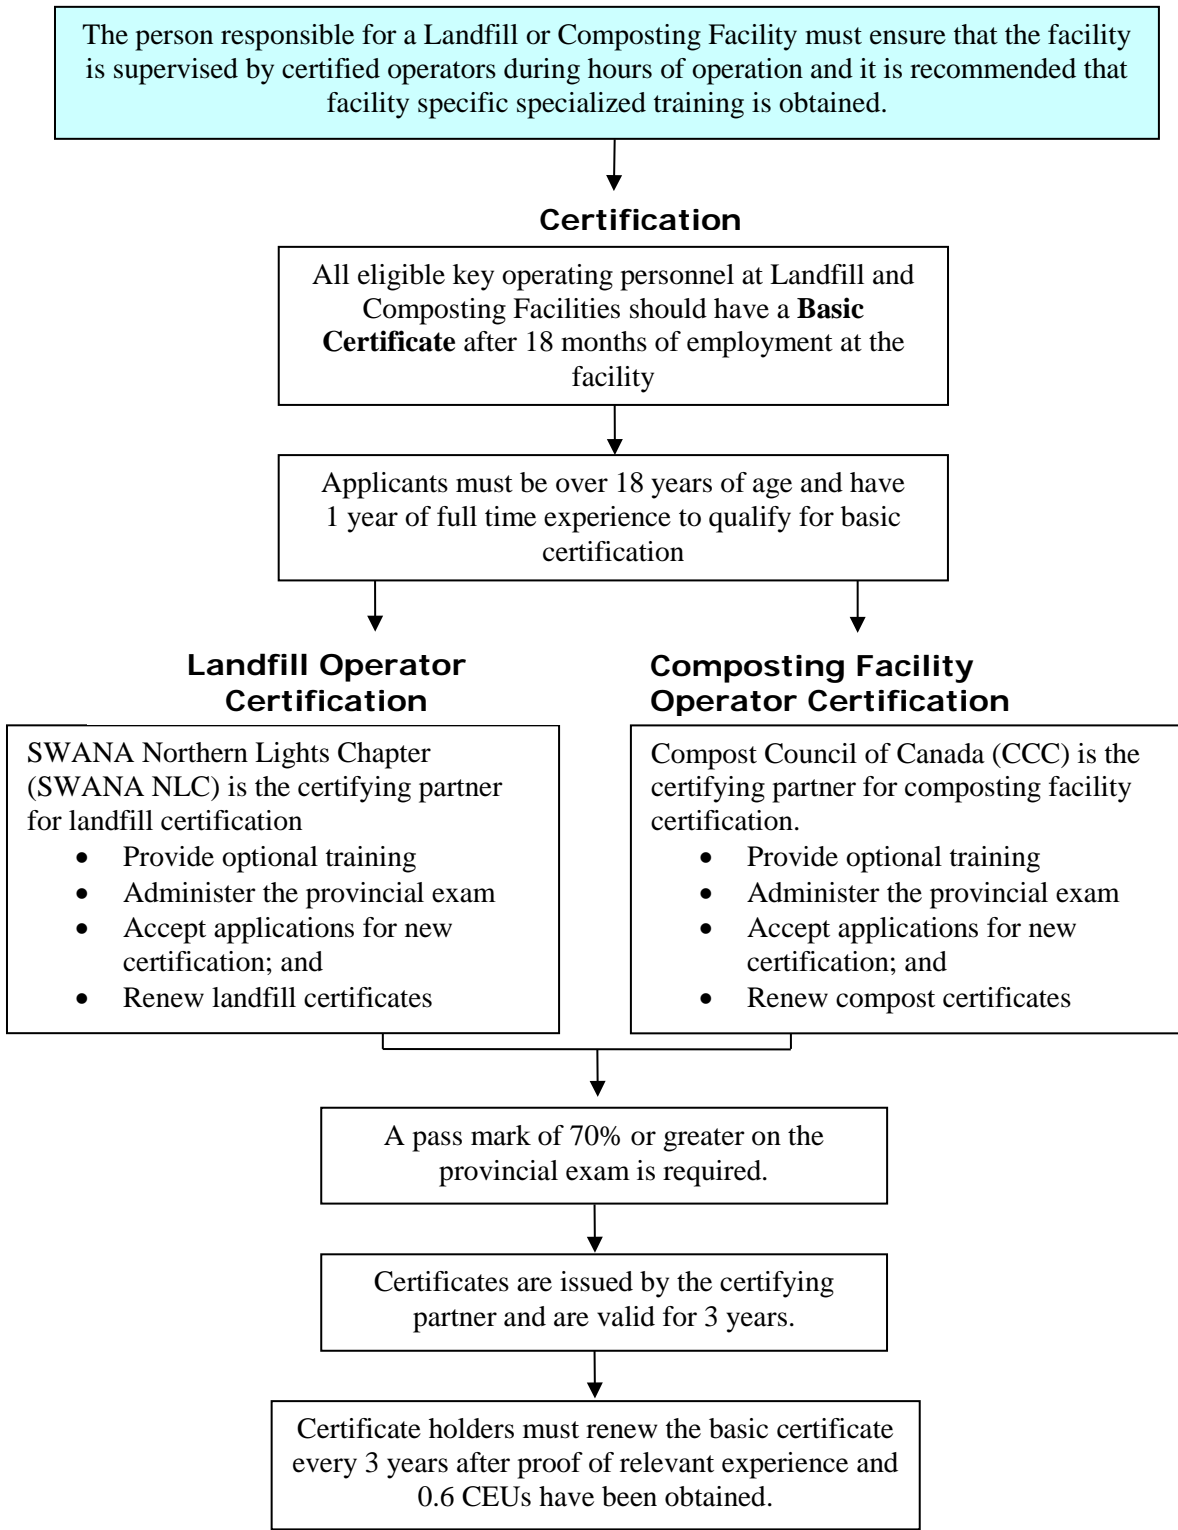 The person responsible for a Landfill or Composting Facility must ensure that the facility
is supervised by certified operators during hours of operation and it is recommended that
facility specific specialized training is obtained.
Certification
All eligible key operating personnel at Landfill and
Composting Facilities should have a Basic
Certificate after 18 months of employment at the
facility
Applicants must be over 18 years of age and have
1 year of full time experience to qualify for basic
certification
Landfill Operator
Certification
SWANA Northern Lights Chapter
(SWANA NLC) is the certifying partner
for landfill certification
• Provide optional training
• Administer the provincial exam
• Accept applications for new
certification; and
• Renew landfill certificates
Composting Facility
Operator Certification
Compost Council of Canada (CCC) is the
certifying partner for composting facility
certification.
• Provide optional training
• Administer the provincial exam
• Accept applications for new
certification; and
• Renew compost certificates
A pass mark of 70% or greater on the
provincial exam is required.
Certificates are issued by the certifying
partner and are valid for 3 years.
Certificate holders must renew the basic certificate
every 3 years after proof of relevant experience and
0.6 CEUs have been obtained.